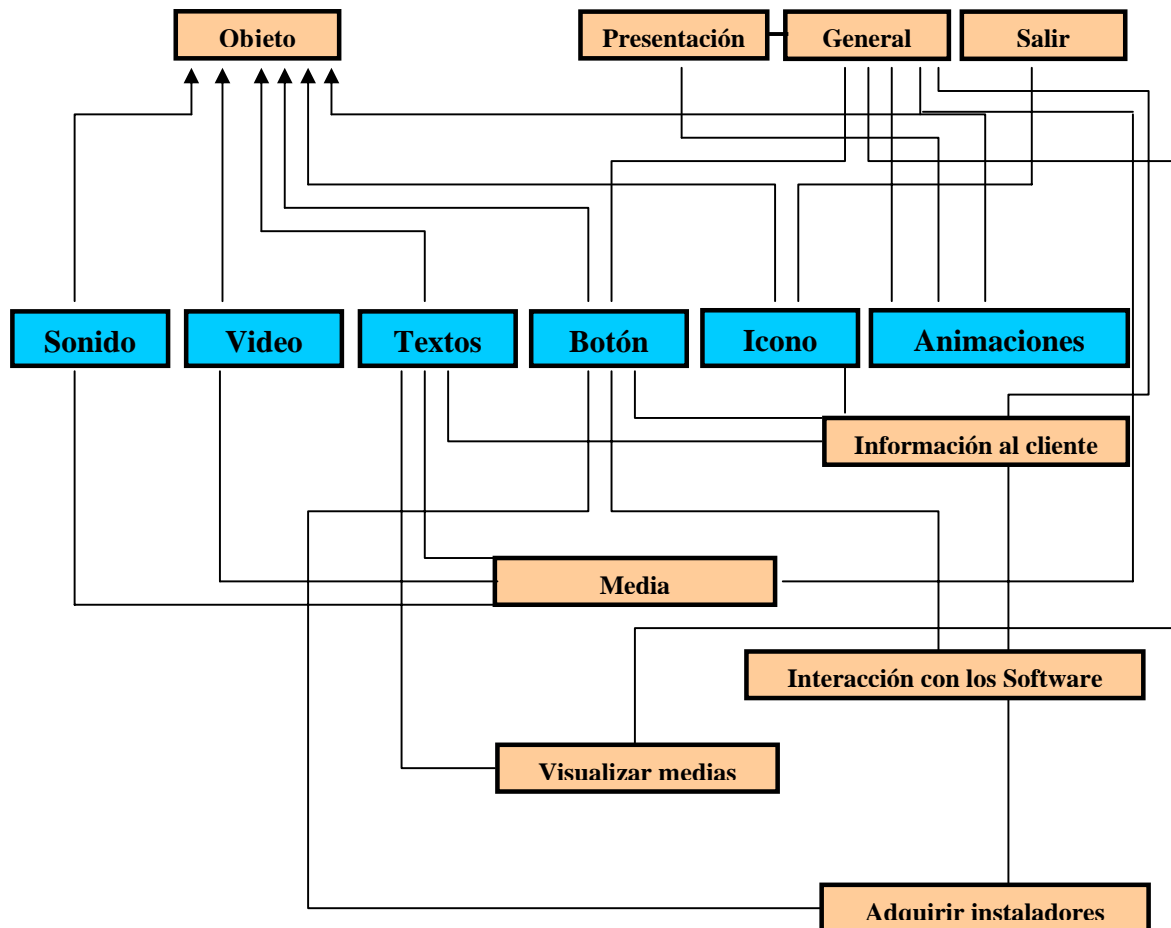 Objeto
Presentación
General
Salir
Sonido
Video
Textos
Botón
Icono
Animaciones
Información al cliente
Media
Interacción con los Software
Visualizar medias
Adquirir instaladores